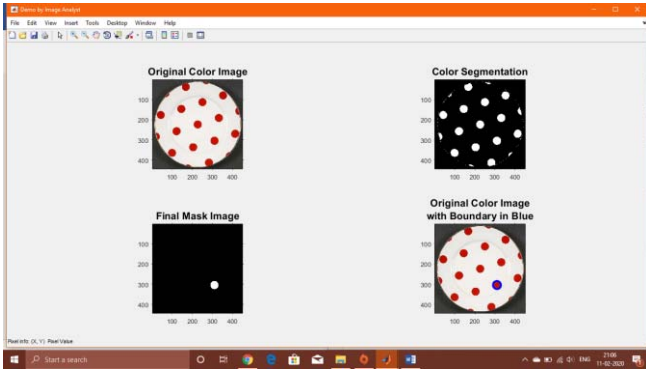 Demo by Image Analyst
File Edit View Insert Tools Desktop Window Help
Original Color Image
100
200
300
400
100 200 300 400
Color Segmentation
100
200
300
400
100 200 300 400
Final Mask Image
100
200
300
400
100 200 300 400
Original Color Image
with Boundary in Blue
100
200
300
400
100 200 300 400
Pixel info: (X, Y) Pixel Value
Start a search
ENG
21:06
11-02-2020